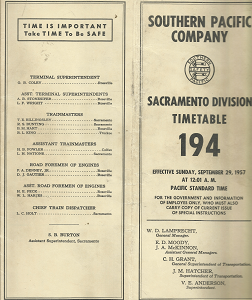 TIME IS IMPORTANT
Take TIME To Be SAFE
TERMINAL SUPERINTENDENT
ASST. TERMINAL SUPERINTENDENTS
TRAINMASTERS
ASSISTANT TRAINMASTERS
ROAD FOREMEN OF ENGINES
ASST. ROAD FOREMEN OF ENGINES
CHIEF TRAIN DISPATCHER
L. C. HOLT Sacramento
S. R. BURTON
Assistant Superintendent, Sacramento
SOUTHERN PACIFIC
COMPANY
SACRAMENTO DIVISION
TIMETABLE
194
EFFECTIVE SUNDAY, SEPTEMBER 29, 1957
AT 12:01 A. M.
PACIFIC STANDARD TIME
FOR THE GOVERNMENT AND INFORMATION
OF EMPLOYES ONLY, WHO MUST ALSO
CARRY COPY OF CURRENT ISSUE
OF SPECIAL INSTRUCTIONS
W. D. LAMPRECHT,
General Manager.
E. D. MOODY,
J. A. McKINNON,
Assistant General Managers.
C. H. GRANT,
General Superintendent of Transportation.
J. M. HATCHER,
Superintendent of Transportation.
V. E. ANDERSON,
Superintendent.